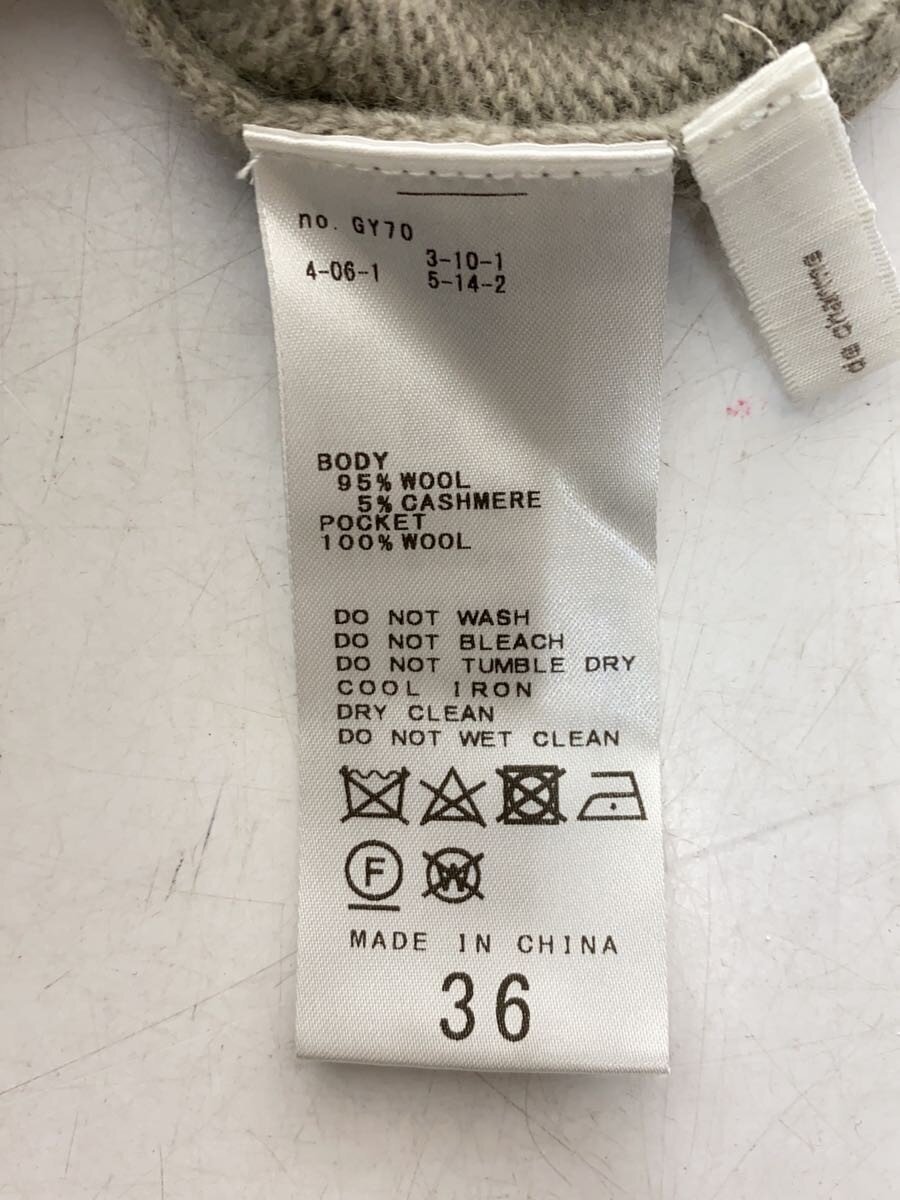 no. GY70
4-06-1 3-10-1
5-14-2
BODY
95% WOOL
5% CASHMERE
POCKET
100% WOOL
DO NOT WASH
DO NOT BLEACH
DO NOT TUMBLE DRY
COOL IRON
DRY CLEAN
DO NOT WET CLEAN
F W
MADE IN CHINA
36